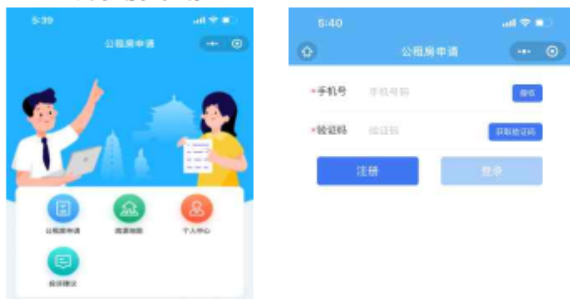 5:39
公租房申请
公租房申请
房源地图
个人中心
投诉建议
5:40
公租房申请
*手机号 手机号码 授权
*验证码 验证码 获取验证码
注册 登录